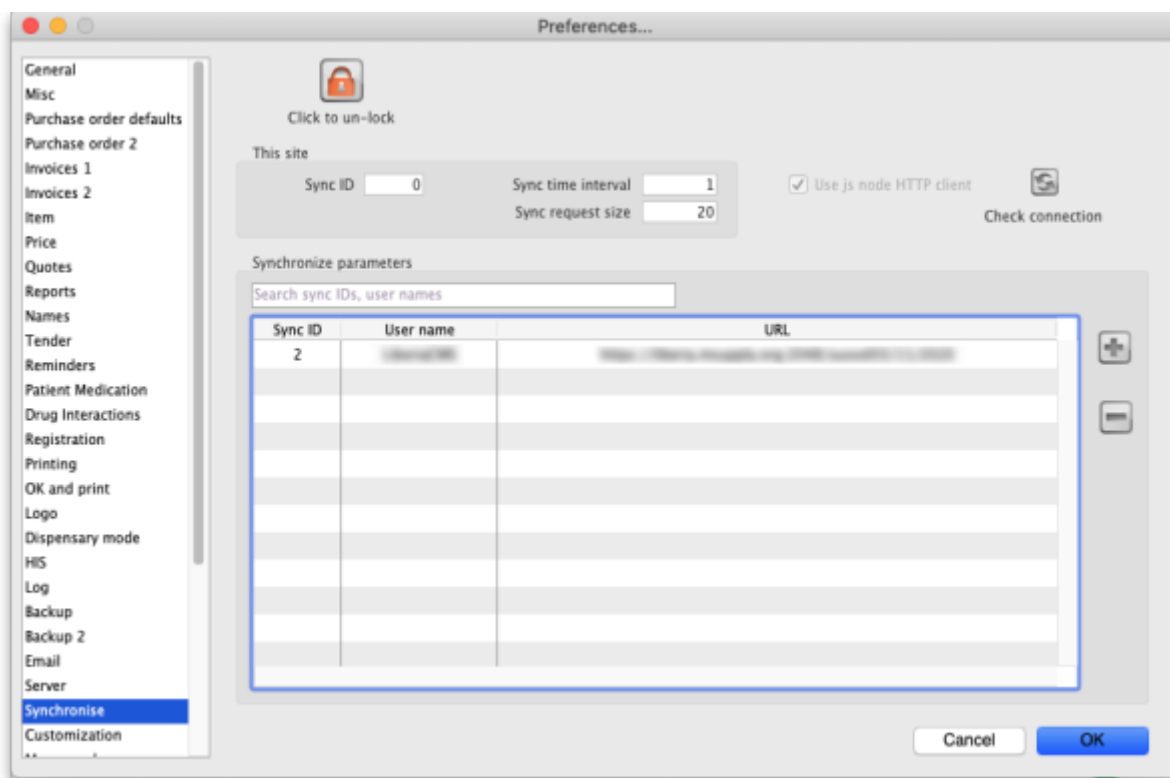 Preferences...
General
Misc
Purchase order defaults
Purchase order 2
Invoices 1
Invoices 2
Item
Price
Quotes
Reports
Names
Tender
Reminders
Patient Medication
Drug Interactions
Registration
Printing
OK and print
Logo
Dispensary mode
HIS
Log
Backup
Backup 2
Email
Server
Synchronise
Customization
Click to un-lock
This site
Sync ID 0
Sync time interval 1
Sync request size 20
Use js node HTTP client
Check connection
Synchronize parameters
Search sync IDs, user names
Sync ID User name URL
2
Cancel OK